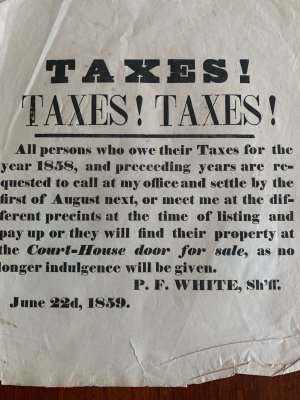 TAXES!
TAXES! TAXES!
All persons who owe their Taxes for the
year 1858, and preceeding years are re-
quested to call at my office and settle by the
first of August next, or meet me at the dif-
ferent precints at the time of listing and
pay up or they will find their property at
the Court-House door for sale, as no
longer indulgence will be given.
P. F. WHITE, Sh'ff.
June 22d, 1859.